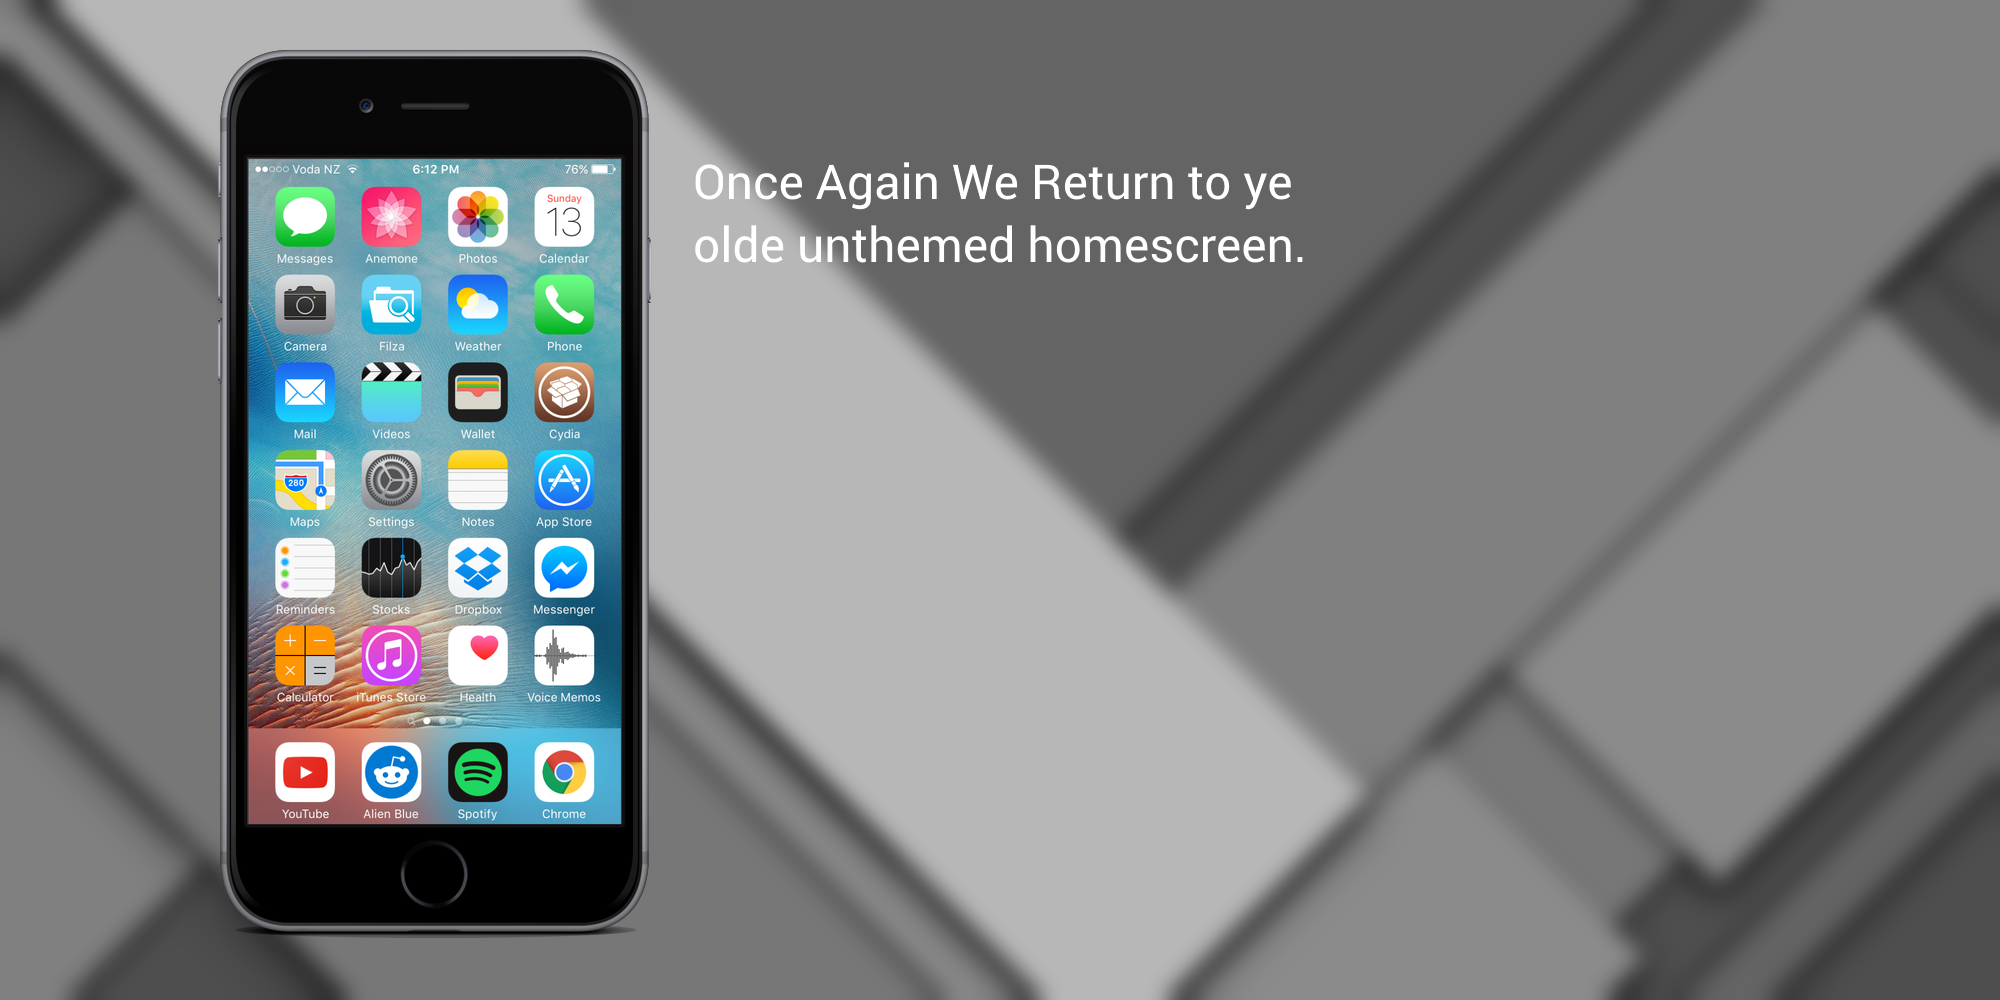 Voda NZ 6:12 PM 76%
Once Again We Return to ye
olde unthemed homescreen.
Sunday
13
Messages Anemone Photos Calendar
Camera Filza Weather Phone
Mail Videos Wallet Cydia
280
Maps Settings Notes App Store
Reminders Stocks Dropbox Messenger
+ −
× =
Calculator iTunes Store Health Voice Memos
YouTube Alien Blue Spotify Chrome